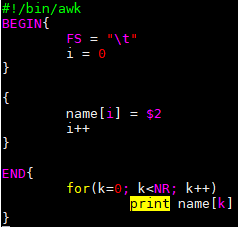 #!/bin/awk
BEGIN{
        FS = "\t"
        i = 0
}

{
        name[i] = $2
        i++
}

END{
        for(k=0; k<NR; k++)
                print name[k]
}